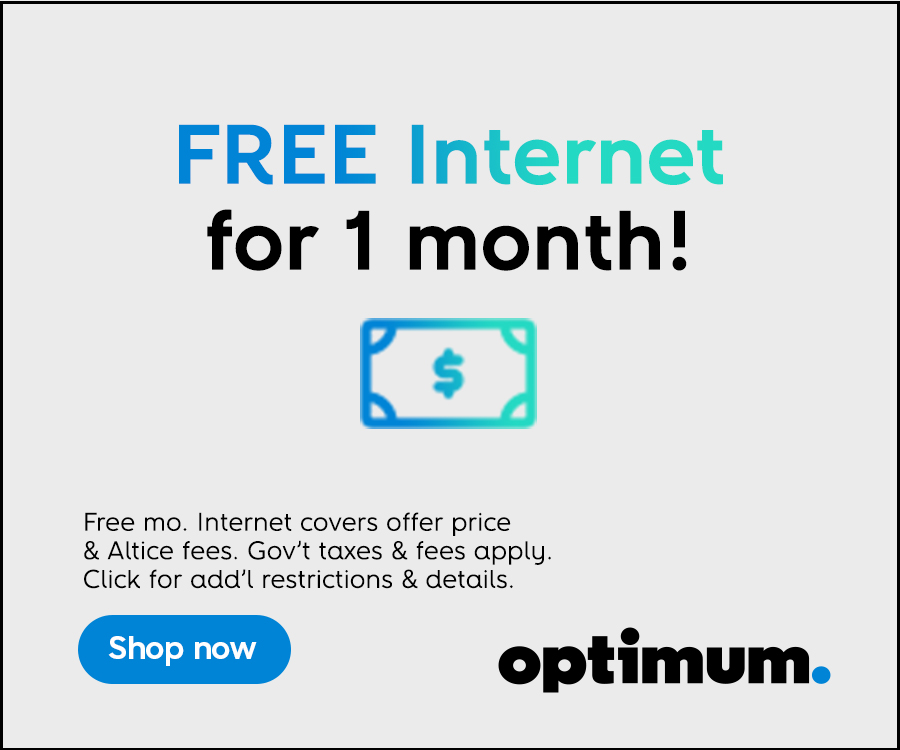 FREE Internet
for 1 month!
$
Free mo. Internet covers offer price
& Altice fees. Gov’t taxes & fees apply.
Click for add’l restrictions & details.
Shop now
optimum.